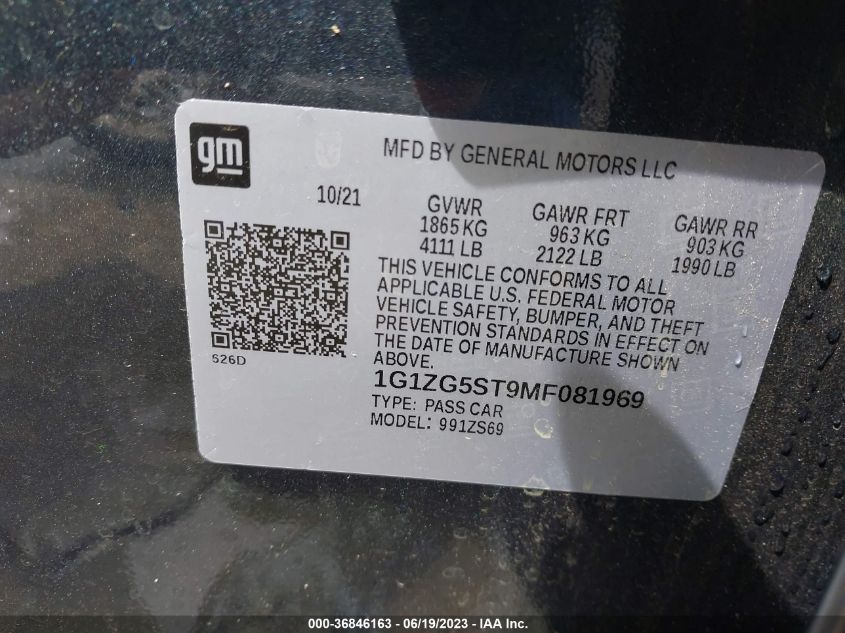 gm
MFD BY GENERAL MOTORS LLC
10/21
GVWR
1865 KG
4111 LB
GAWR FRT
963 KG
2122 LB
GAWR RR
903 KG
1990 LB
THIS VEHICLE CONFORMS TO ALL
APPLICABLE U.S. FEDERAL MOTOR
VEHICLE SAFETY, BUMPER, AND THEFT
PREVENTION STANDARDS IN EFFECT ON
THE DATE OF MANUFACTURE SHOWN
ABOVE.
526D
1G1ZG5ST9MF081969
TYPE: PASS CAR
MODEL: 991ZS69
000-36846163 - 06/19/2023 - IAA Inc.